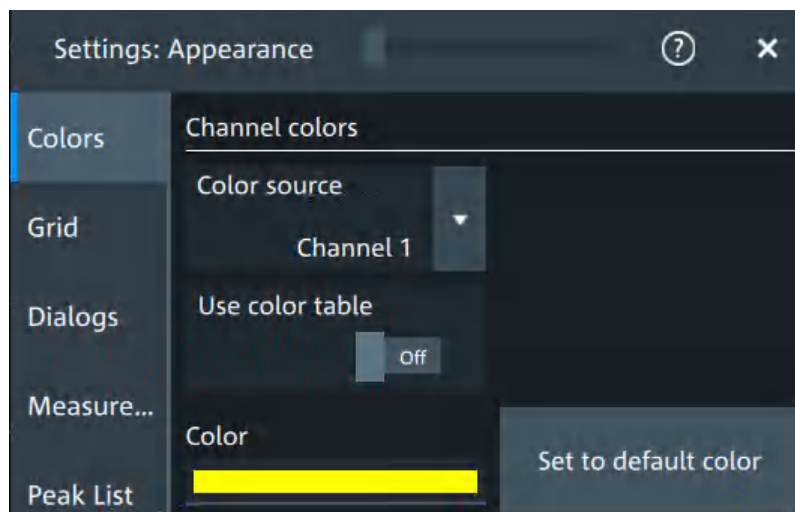 Settings: Appearance ? ×
Colors
Channel colors
Color source
Channel 1
Grid
Use color table
Off
Dialogs
Measure...
Color
Set to default color
Peak List